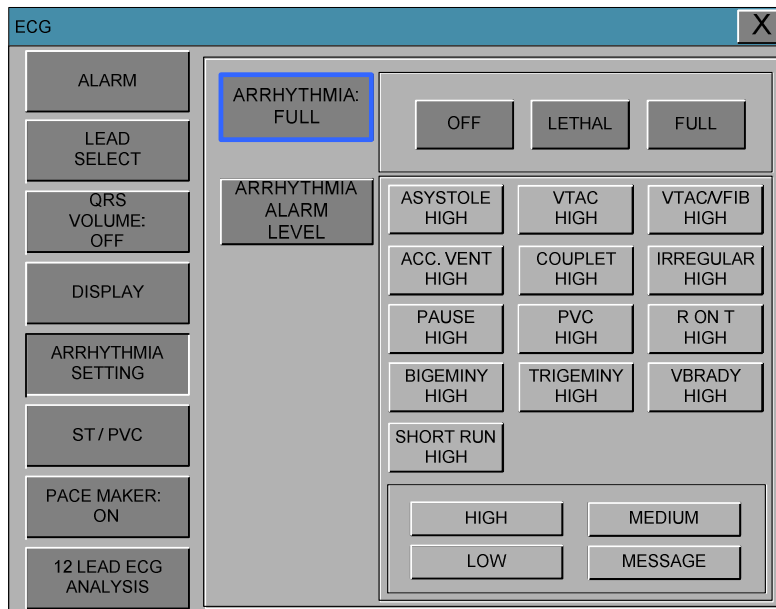 ECG
X
ALARM
LEAD
SELECT
QRS
VOLUME:
OFF
DISPLAY
ARRHYTHMIA
SETTING
ST / PVC
PACE MAKER:
ON
12 LEAD ECG
ANALYSIS
ARRHYTHMIA:
FULL
OFF
LETHAL
FULL
ARRHYTHMIA
ALARM
LEVEL
ASYSTOLE
HIGH
VTAC
HIGH
VTAC/VFIB
HIGH
ACC. VENT
HIGH
COUPLET
HIGH
IRREGULAR
HIGH
PAUSE
HIGH
PVC
HIGH
R ON T
HIGH
BIGEMINY
HIGH
TRIGEMINY
HIGH
VBRADY
HIGH
SHORT RUN
HIGH
HIGH
MEDIUM
LOW
MESSAGE